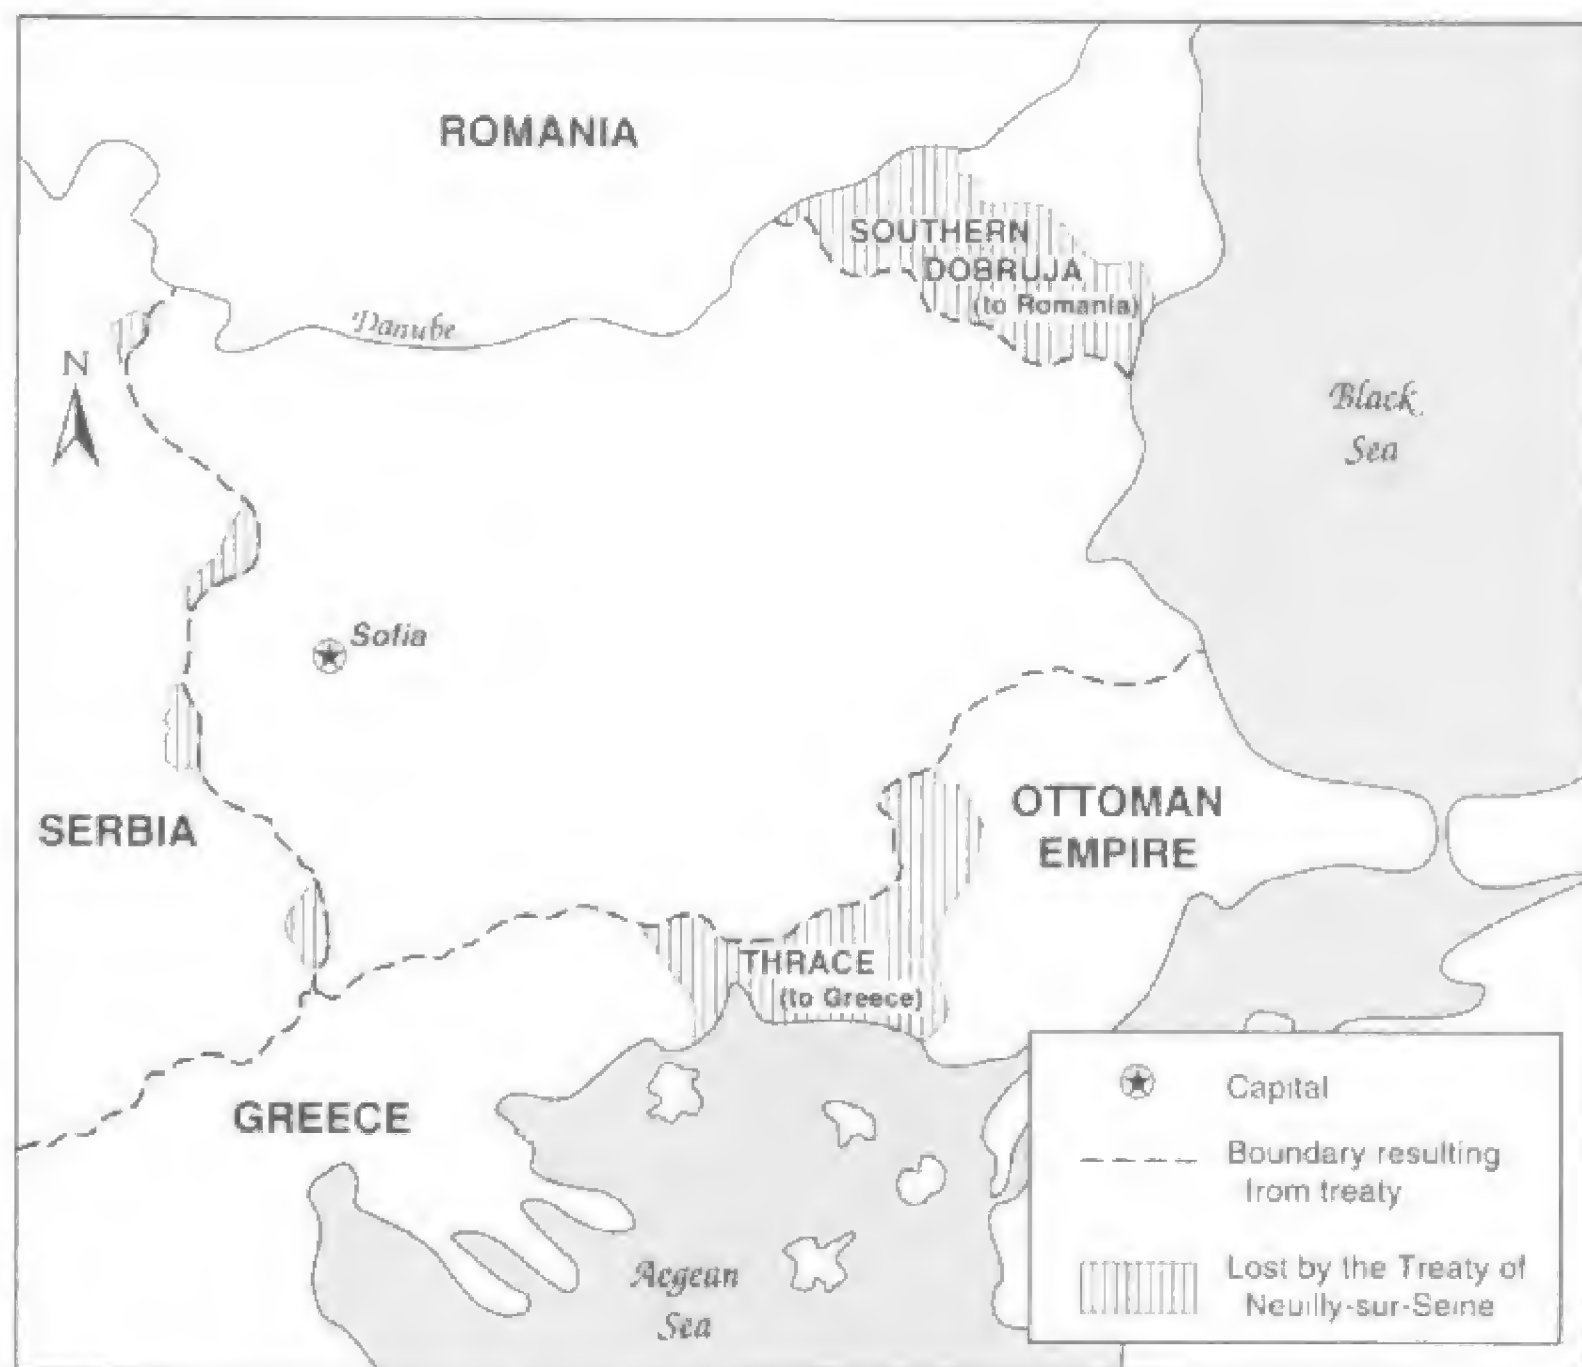 ROMANIA
SOUTHERN
DOBRUJA
(to Romania)
Danube
N
Black
Sea
Sofia
OTTOMAN
EMPIRE
SERBIA
THRACE
(to Greece)
GREECE
Aegean
Sea
Capital
Boundary resulting
from treaty
Lost by the Treaty of
Neuilly-sur-Seine